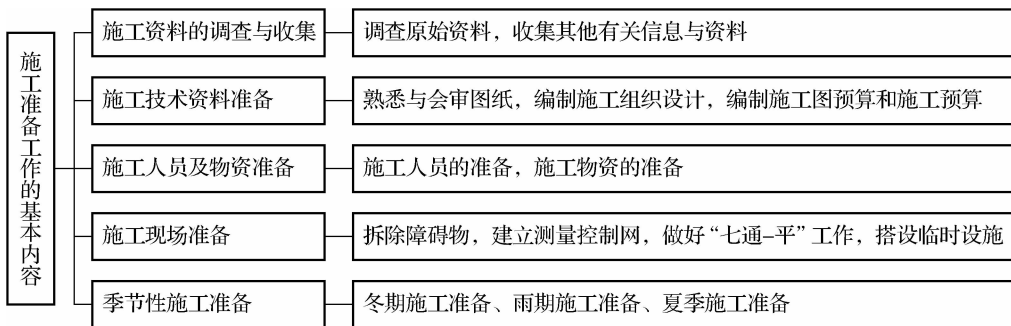 施工准备工作的基本内容
施工资料的调查与收集
调查原始资料，收集其他有关信息与资料
施工技术资料准备
熟悉与会审图纸，编制施工组织设计，编制施工图预算和施工预算
施工人员及物资准备
施工人员的准备，施工物资的准备
施工现场准备
拆除障碍物，建立测量控制网，做好“七通–平”工作，搭设临时设施
季节性施工准备
冬期施工准备、雨期施工准备、夏季施工准备